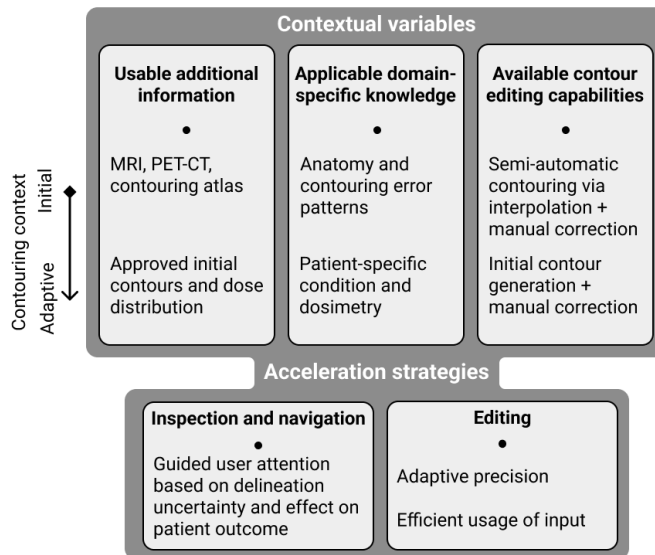 Contextual variables
Usable additional
information
•
MRI, PET-CT,
contouring atlas
Approved initial
contours and dose
distribution
Applicable domain-
specific knowledge
•
Anatomy and
contouring error
patterns
Patient-specific
condition and
dosimetry
Available contour
editing capabilities
•
Semi-automatic
contouring via
interpolation +
manual correction
Initial contour
generation +
manual correction
Contouring context
Initial
Adaptive
Acceleration strategies
Inspection and navigation
•
Guided user attention
based on delineation
uncertainty and effect on
patient outcome
Editing
•
Adaptive precision
Efficient usage of input